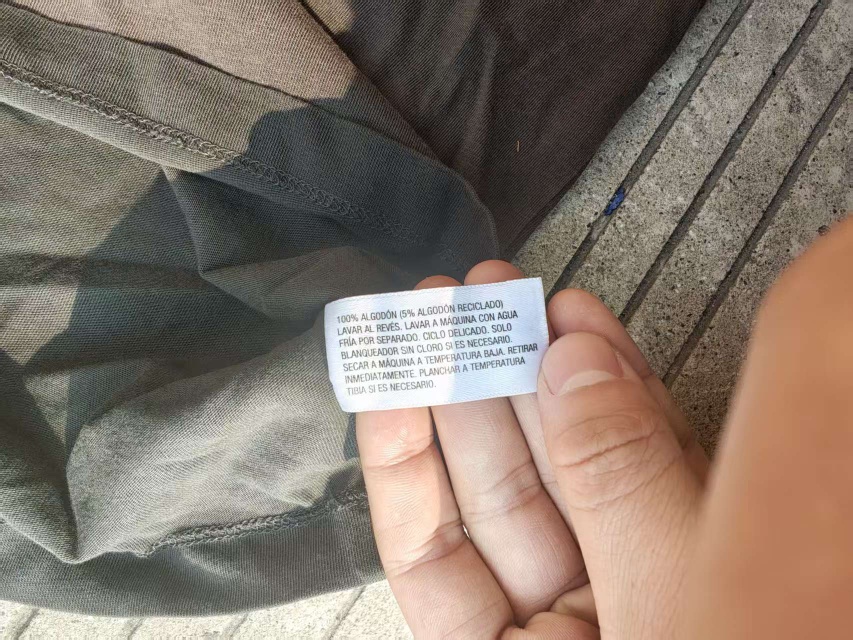 100% ALGODÓN (5% ALGODÓN RECICLADO)
LAVAR AL REVÉS. LAVAR A MÁQUINA CON AGUA
FRÍA POR SEPARADO. CICLO DELICADO. SOLO
BLANQUEADOR SIN CLORO SI ES NECESARIO.
SECAR A MÁQUINA A TEMPERATURA BAJA. RETIRAR
INMEDIATAMENTE. PLANCHAR A TEMPERATURA
TIBIA SI ES NECESARIO.